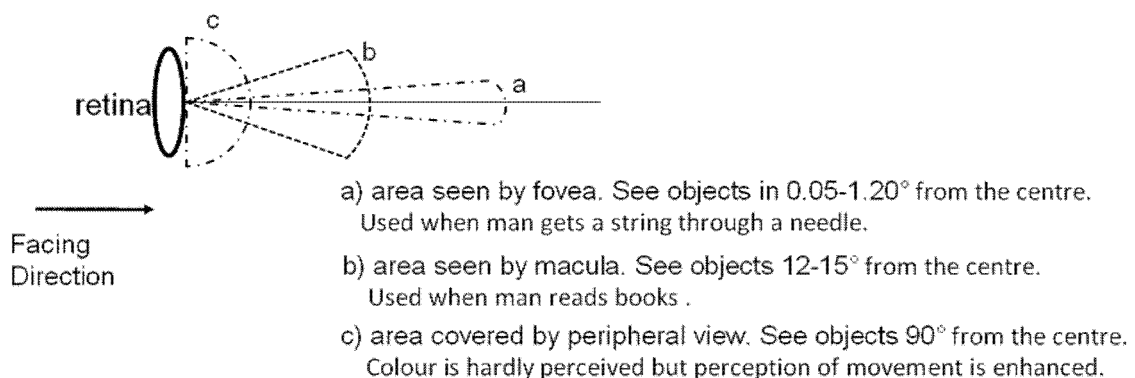 c
b
a
retina
a) area seen by fovea. See objects in 0.05-1.20° from the centre.
Used when man gets a string through a needle.
Facing
Direction
b) area seen by macula. See objects 12-15° from the centre.
Used when man reads books .
c) area covered by peripheral view. See objects 90° from the centre.
Colour is hardly perceived but perception of movement is enhanced.